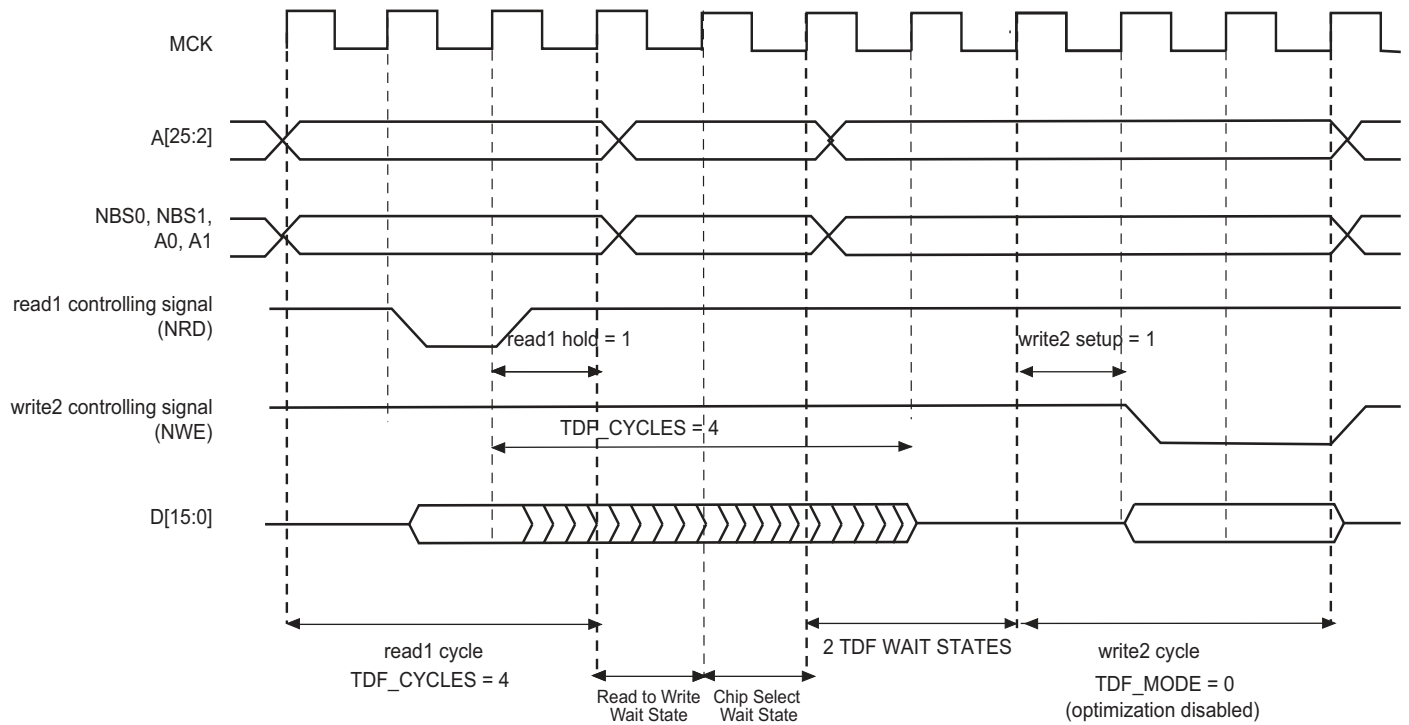 MCK
A[25:2]
NBS0, NBS1,
A0, A1
read1 controlling signal
(NRD)
read1 hold = 1
write2 setup = 1
write2 controlling signal
(NWE)
TDF_CYCLES = 4
D[15:0]
read1 cycle
TDF_CYCLES = 4
Read to Write
Wait State
Chip Select
Wait State
2 TDF WAIT STATES
write2 cycle
TDF_MODE = 0
(optimization disabled)